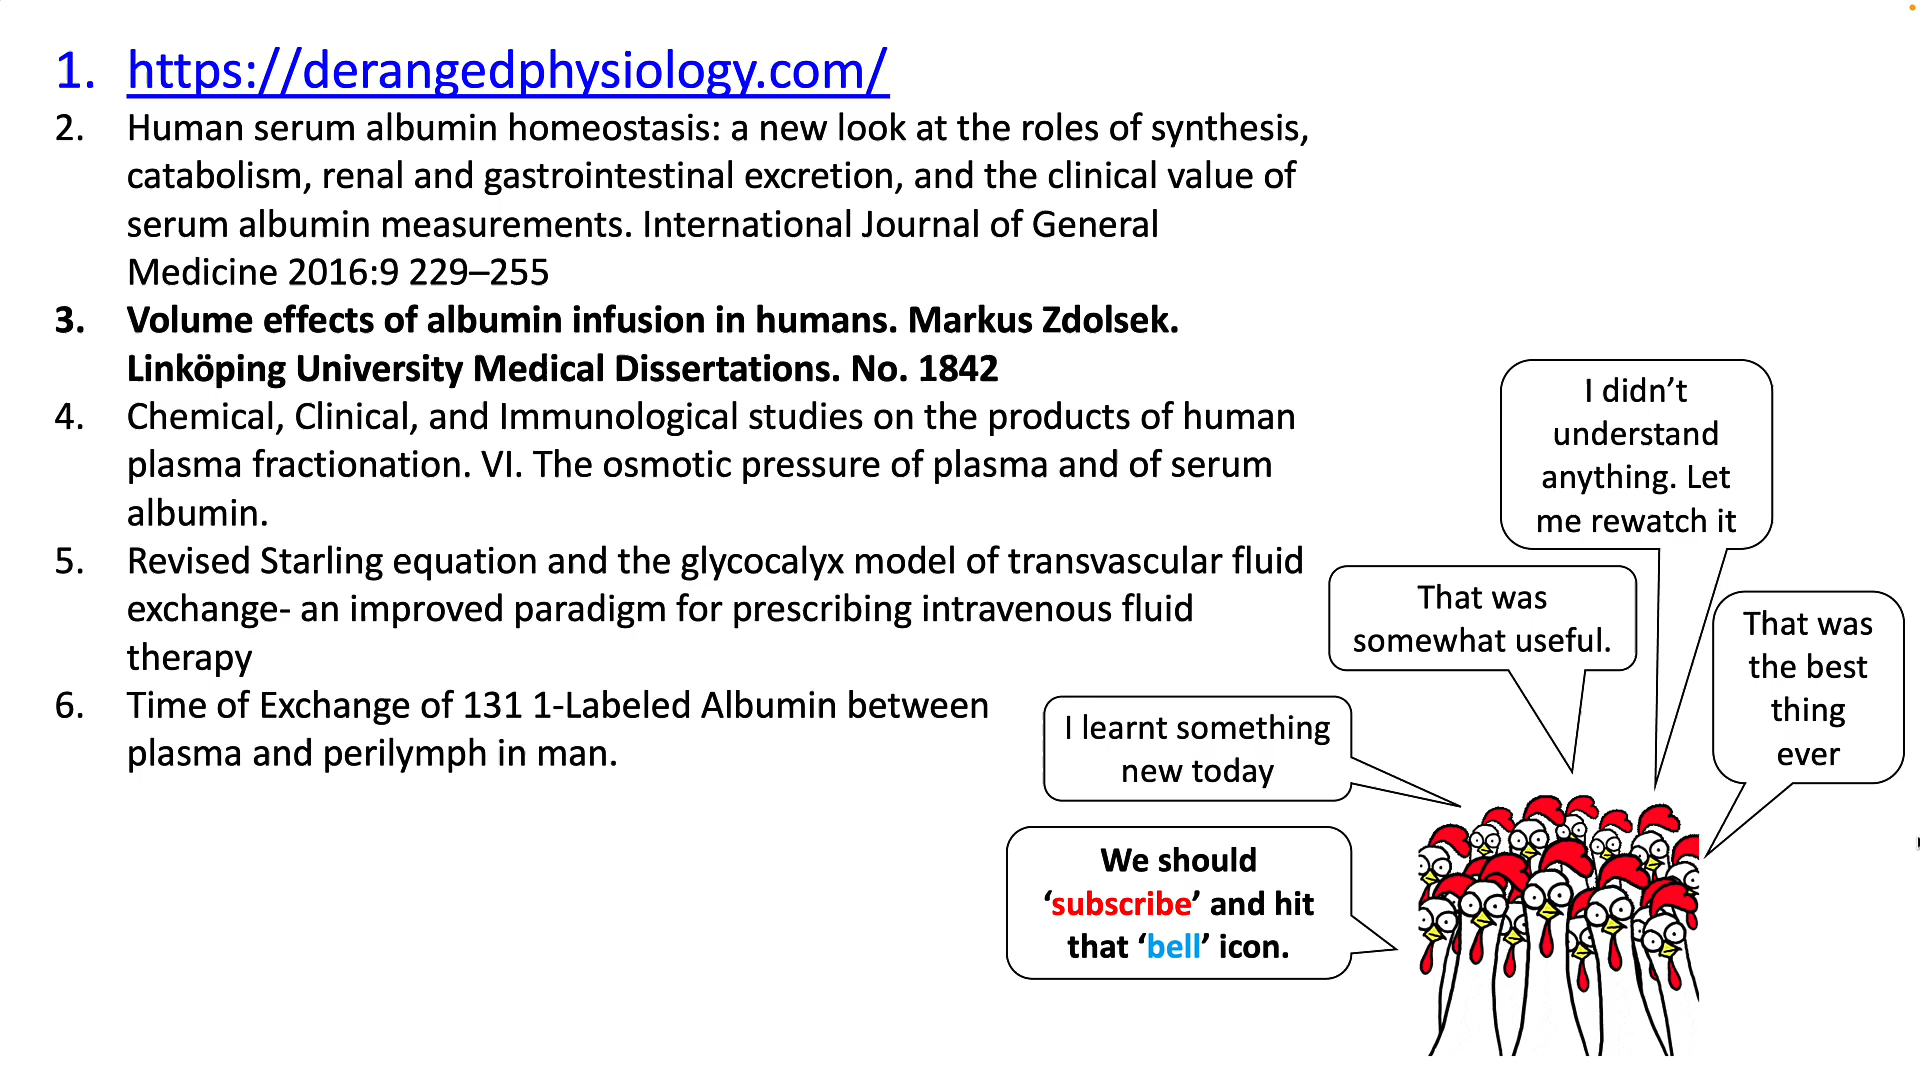 1. https://derangedphysiology.com/
2. Human serum albumin homeostasis: a new look at the roles of synthesis,
catabolism, renal and gastrointestinal excretion, and the clinical value of
serum albumin measurements. International Journal of General
Medicine 2016:9 229–255
3. Volume effects of albumin infusion in humans. Markus Zdolsek.
Linköping University Medical Dissertations. No. 1842
4. Chemical, Clinical, and Immunological studies on the products of human
plasma fractionation. VI. The osmotic pressure of plasma and of serum
albumin.
5. Revised Starling equation and the glycocalyx model of transvascular fluid
exchange- an improved paradigm for prescribing intravenous fluid
therapy
6. Time of Exchange of 131 1-Labeled Albumin between
plasma and perilymph in man.
I didn’t
understand
anything. Let
me rewatch it
That was
somewhat useful.
That was
the best
thing
ever
I learnt something
new today
We should
‘subscribe’ and hit
that ‘bell’ icon.